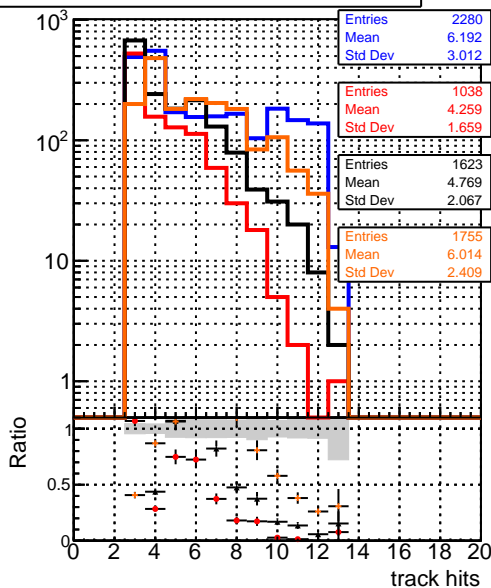 10³
Entries 2280
Mean 6.192
Std Dev 3.012
Entries 1038
Mean 4.259
Std Dev 1.659
10²
Entries 1623
Mean 4.769
Std Dev 2.067
Entries 1755
Mean 6.014
Std Dev 2.409
10
1
Ratio
1
0.5
0
0 2 4 6 8 10 12 14 16 18 20
track hits